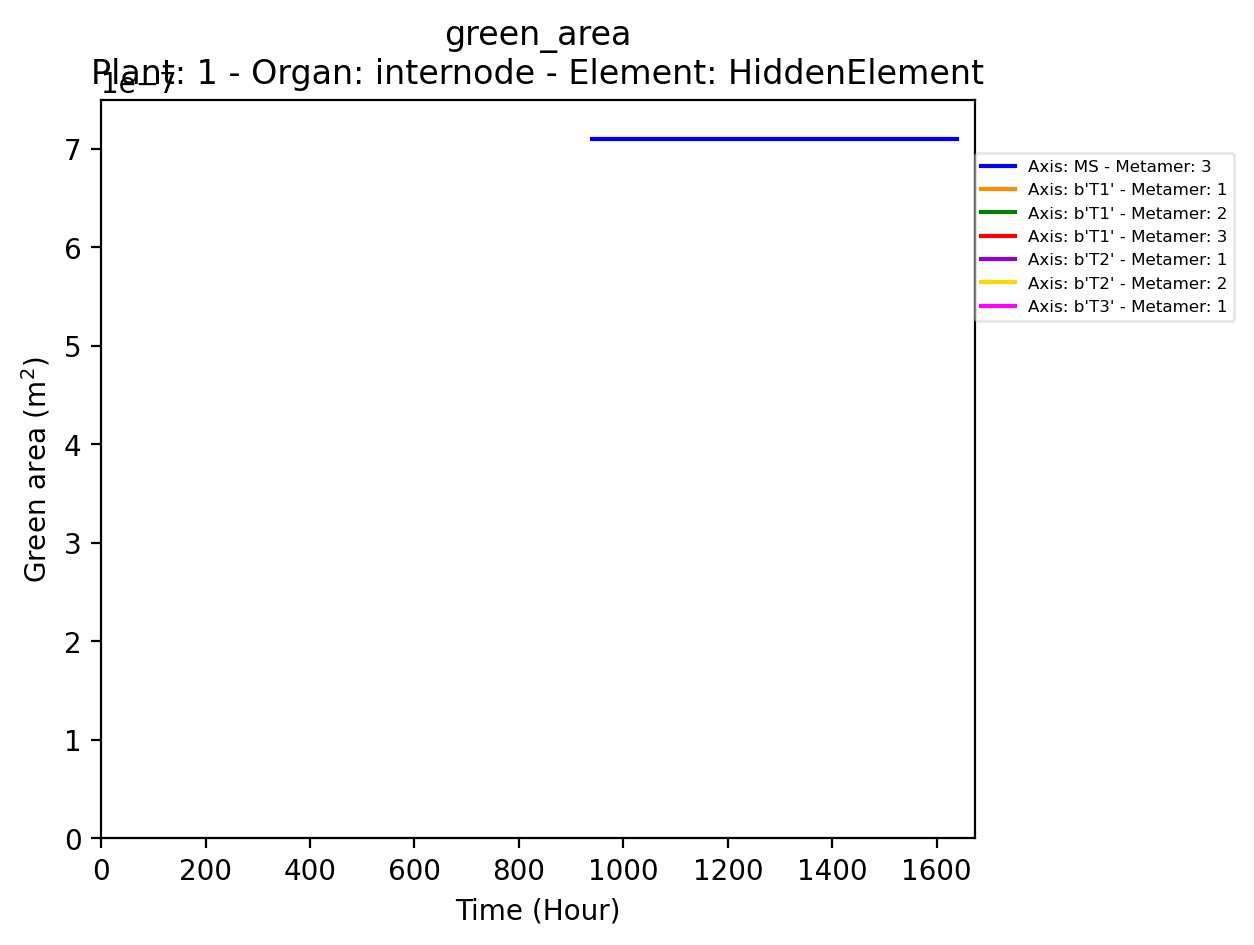 green_area
Plant: 1 - Organ: internode - Element: HiddenElement
1e−7
7
6
5
4
3
2
1
0
Green area (m²)
0 200 400 600 800 1000 1200 1400 1600
Time (Hour)
Axis: MS - Metamer: 3
Axis: b'T1' - Metamer: 1
Axis: b'T1' - Metamer: 2
Axis: b'T1' - Metamer: 3
Axis: b'T2' - Metamer: 1
Axis: b'T2' - Metamer: 2
Axis: b'T3' - Metamer: 1